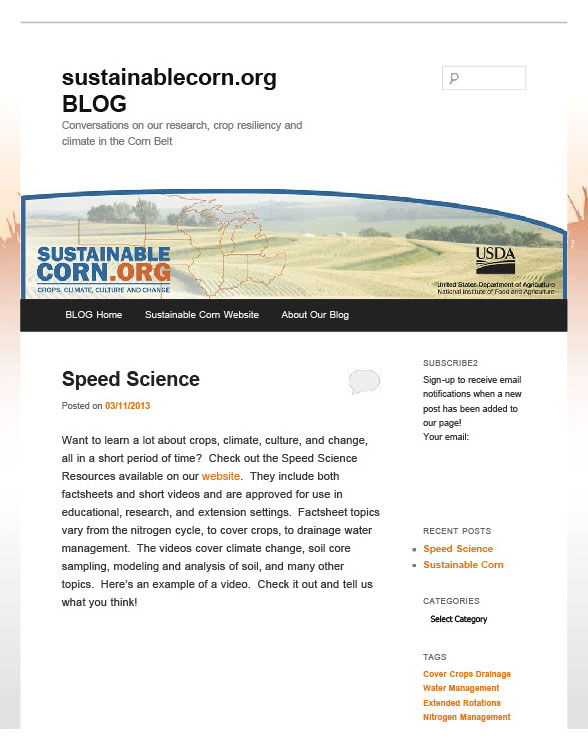 sustainablecorn.org
BLOG
Conversations on our research, crop resiliency and
climate in the Corn Belt
SUSTAINABLE
CORN.ORG
CROPS, CLIMATE, CULTURE AND CHANGE
USDA
United States Department of Agriculture
National Institute of Food and Agriculture
BLOG Home Sustainable Corn Website About Our Blog
Speed Science
Posted on 03/11/2013
Want to learn a lot about crops, climate, culture, and change,
all in a short period of time?  Check out the Speed Science
Resources available on our website.  They include both
factsheets and short videos and are approved for use in
educational, research, and extension settings.  Factsheet topics
vary from the nitrogen cycle, to cover crops, to drainage water
management.  The videos cover climate change, soil core
sampling, modeling and analysis of soil, and many other
topics.  Here's an example of a video.  Check it out and tell us
what you think!
SUBSCRIBE2
Sign-up to receive email
notifications when a new
post has been added to
our page!
Your email:
RECENT POSTS
Speed Science
Sustainable Corn
CATEGORIES
Select Category
TAGS
Cover Crops Drainage
Water Management
Extended Rotations
Nitrogen Management